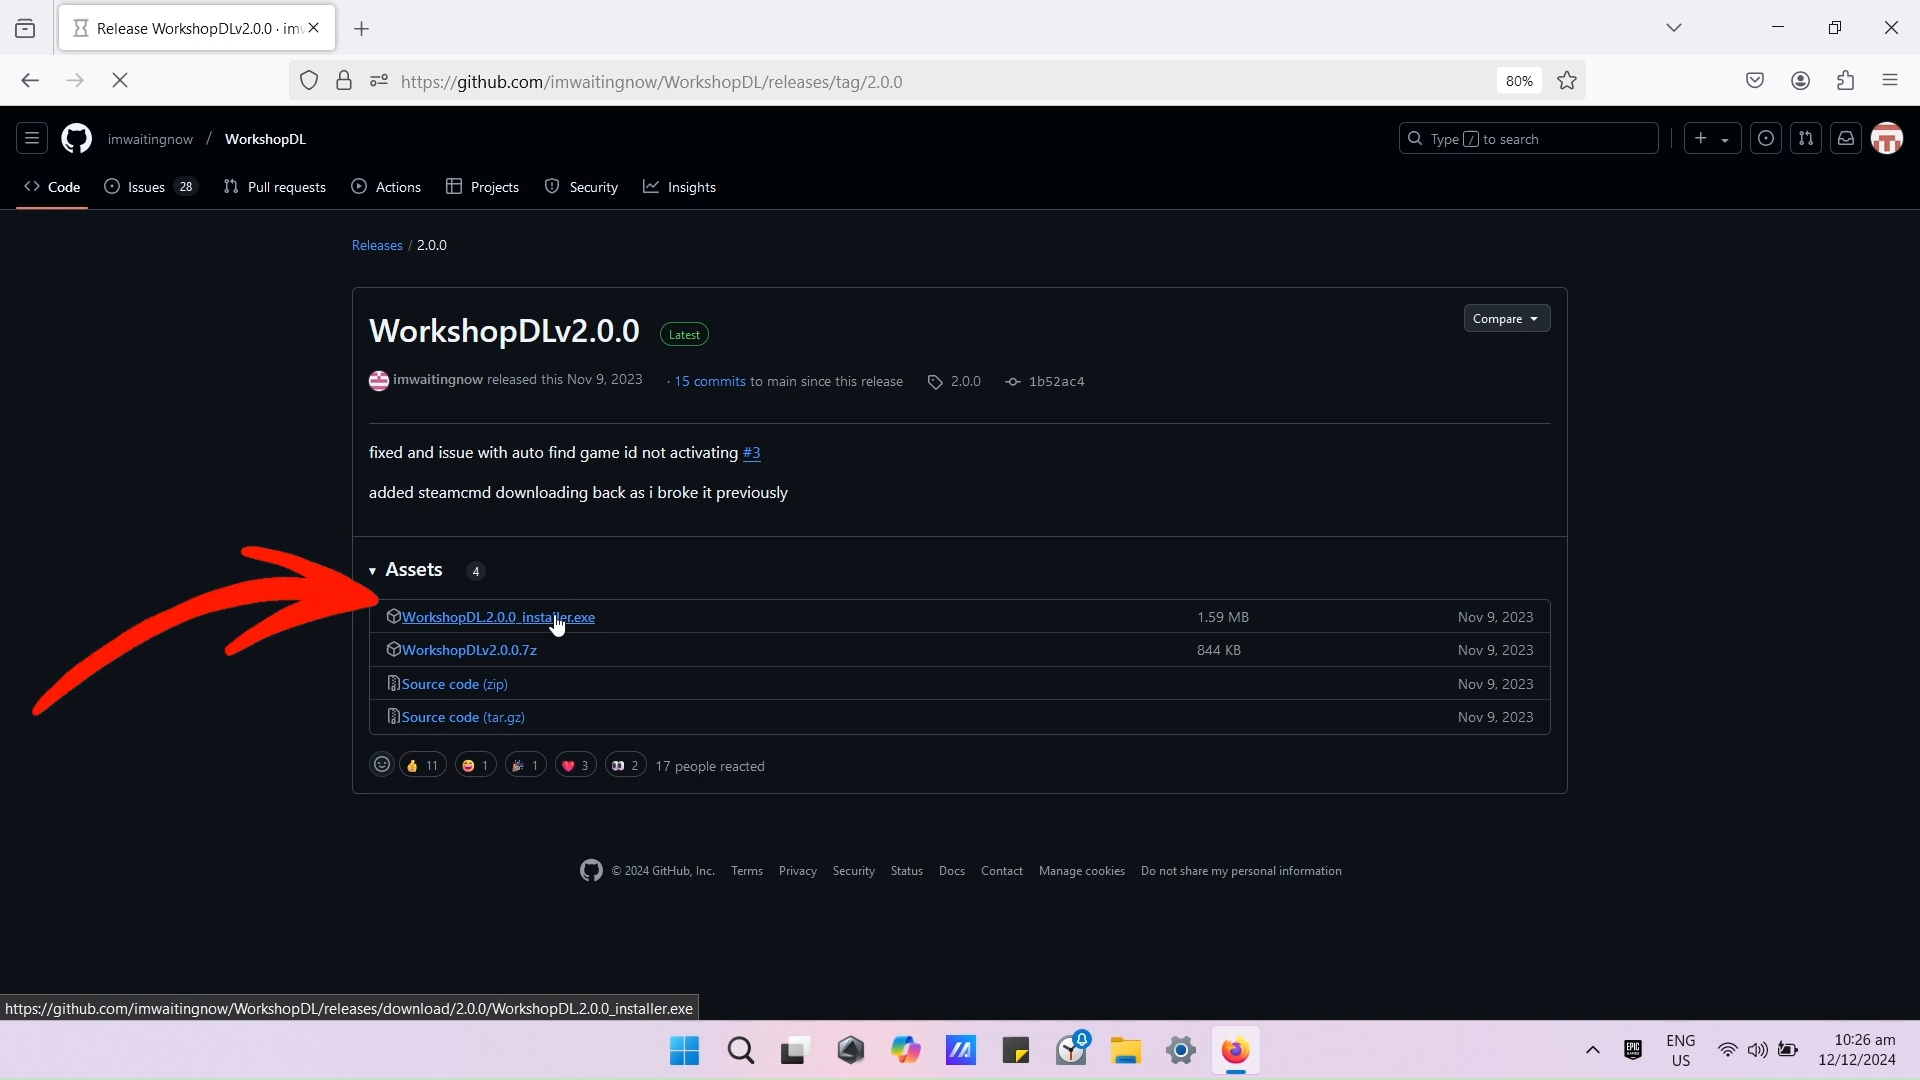 Release WorkshopDLv2.0.0 · imw
https://github.com/imwaitingnow/WorkshopDL/releases/tag/2.0.0
80%
imwaitingnow / WorkshopDL
Type / to search
Code
Issues 28
Pull requests
Actions
Projects
Security
Insights
Releases / 2.0.0
WorkshopDLv2.0.0 Latest
Compare
imwaitingnow released this Nov 9, 2023 · 15 commits to main since this release 2.0.0 1b52ac4
fixed and issue with auto find game id not activating #3
added steamcmd downloading back as i broke it previously
Assets 4
WorkshopDL.2.0.0_installer.exe 1.59 MB Nov 9, 2023
WorkshopDLv2.0.0.7z 844 KB Nov 9, 2023
Source code (zip) Nov 9, 2023
Source code (tar.gz) Nov 9, 2023
11 1 1 3 2 17 people reacted
© 2024 GitHub, Inc. Terms Privacy Security Status Docs Contact Manage cookies Do not share my personal information
https://github.com/imwaitingnow/WorkshopDL/releases/download/2.0.0/WorkshopDL.2.0.0_installer.exe
EPIC GAMES
ENG
US
10:26 am
12/12/2024